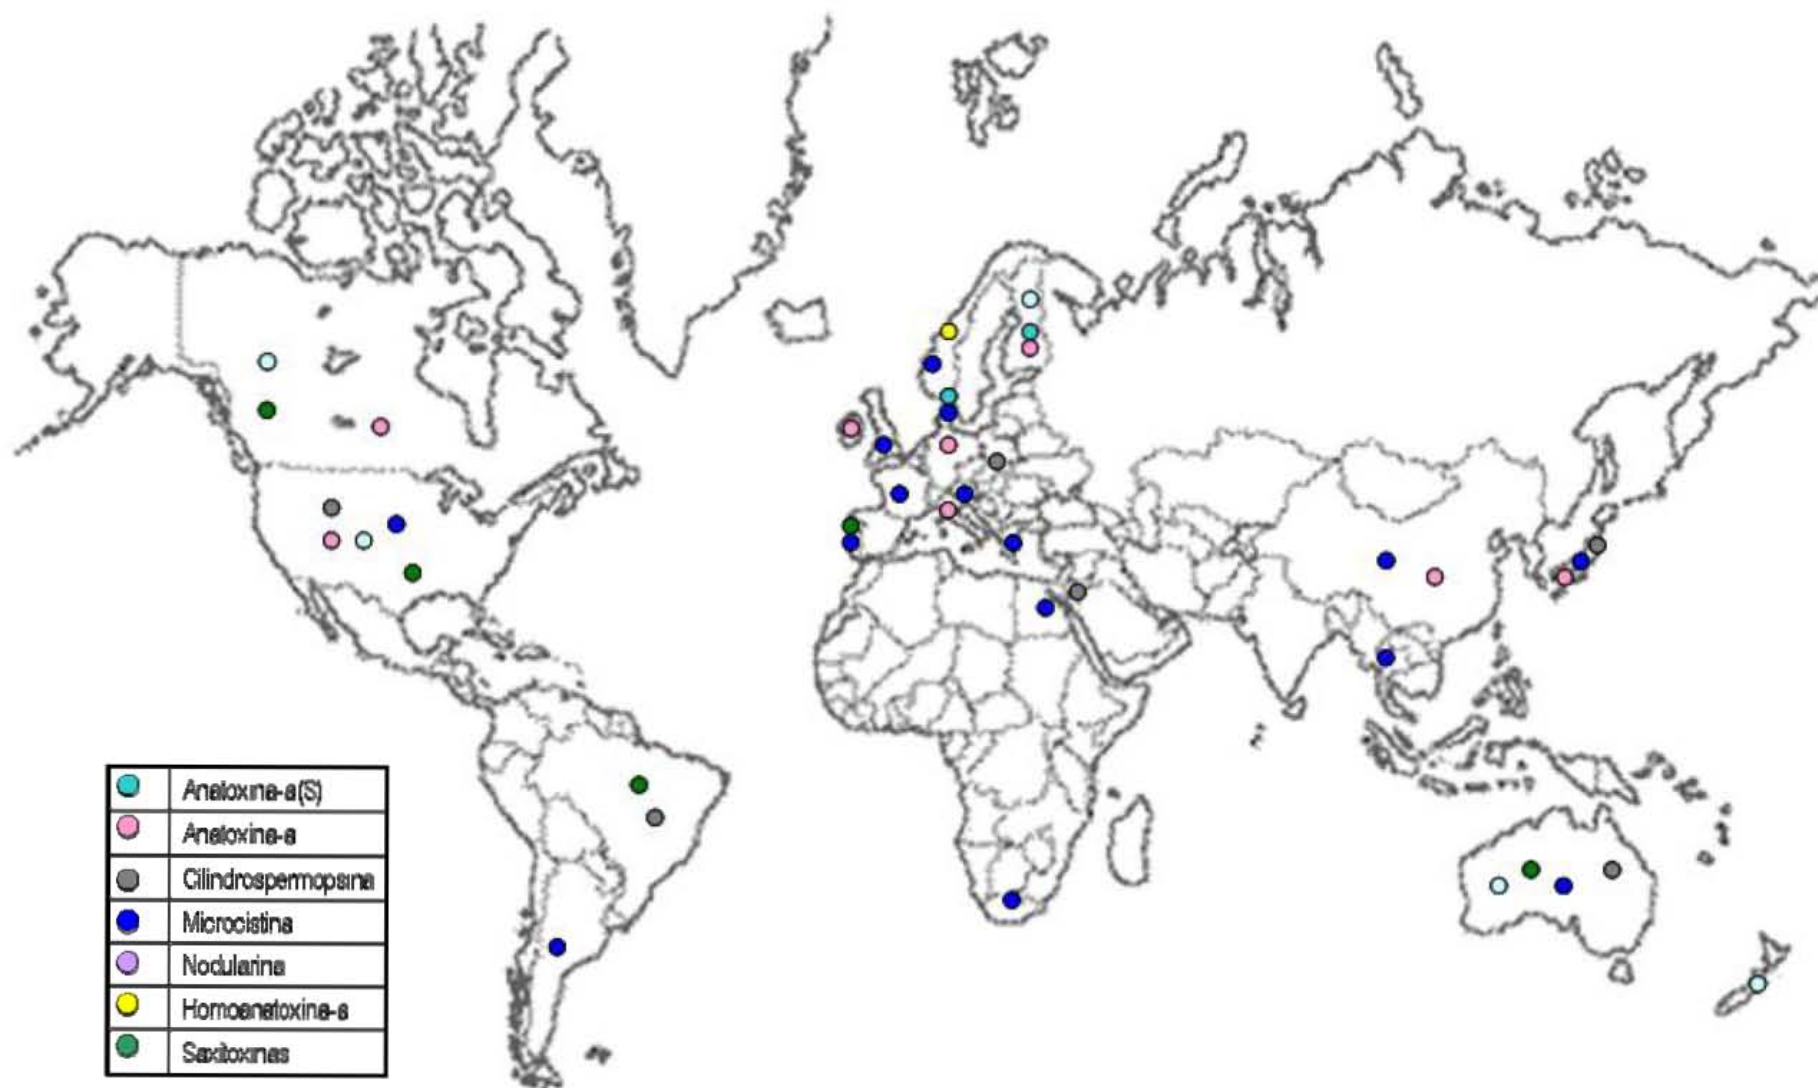 Anatoxina-a(S)
Anatoxina-a
Cilindrospermopsina
Microcistina
Nodularina
Homoanatoxina-a
Saxitoxinas